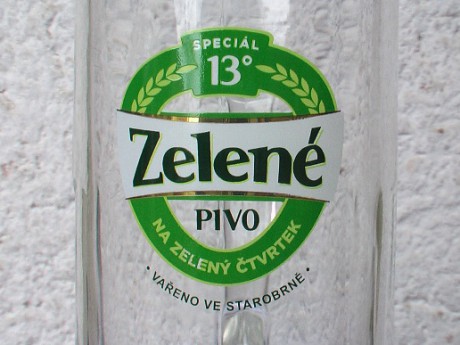 SPECIÁL
13°
Zelené
PIVO
NA ZELENÝ ČTVRTEK
• VAŘENO VE STAROBRNĚ •